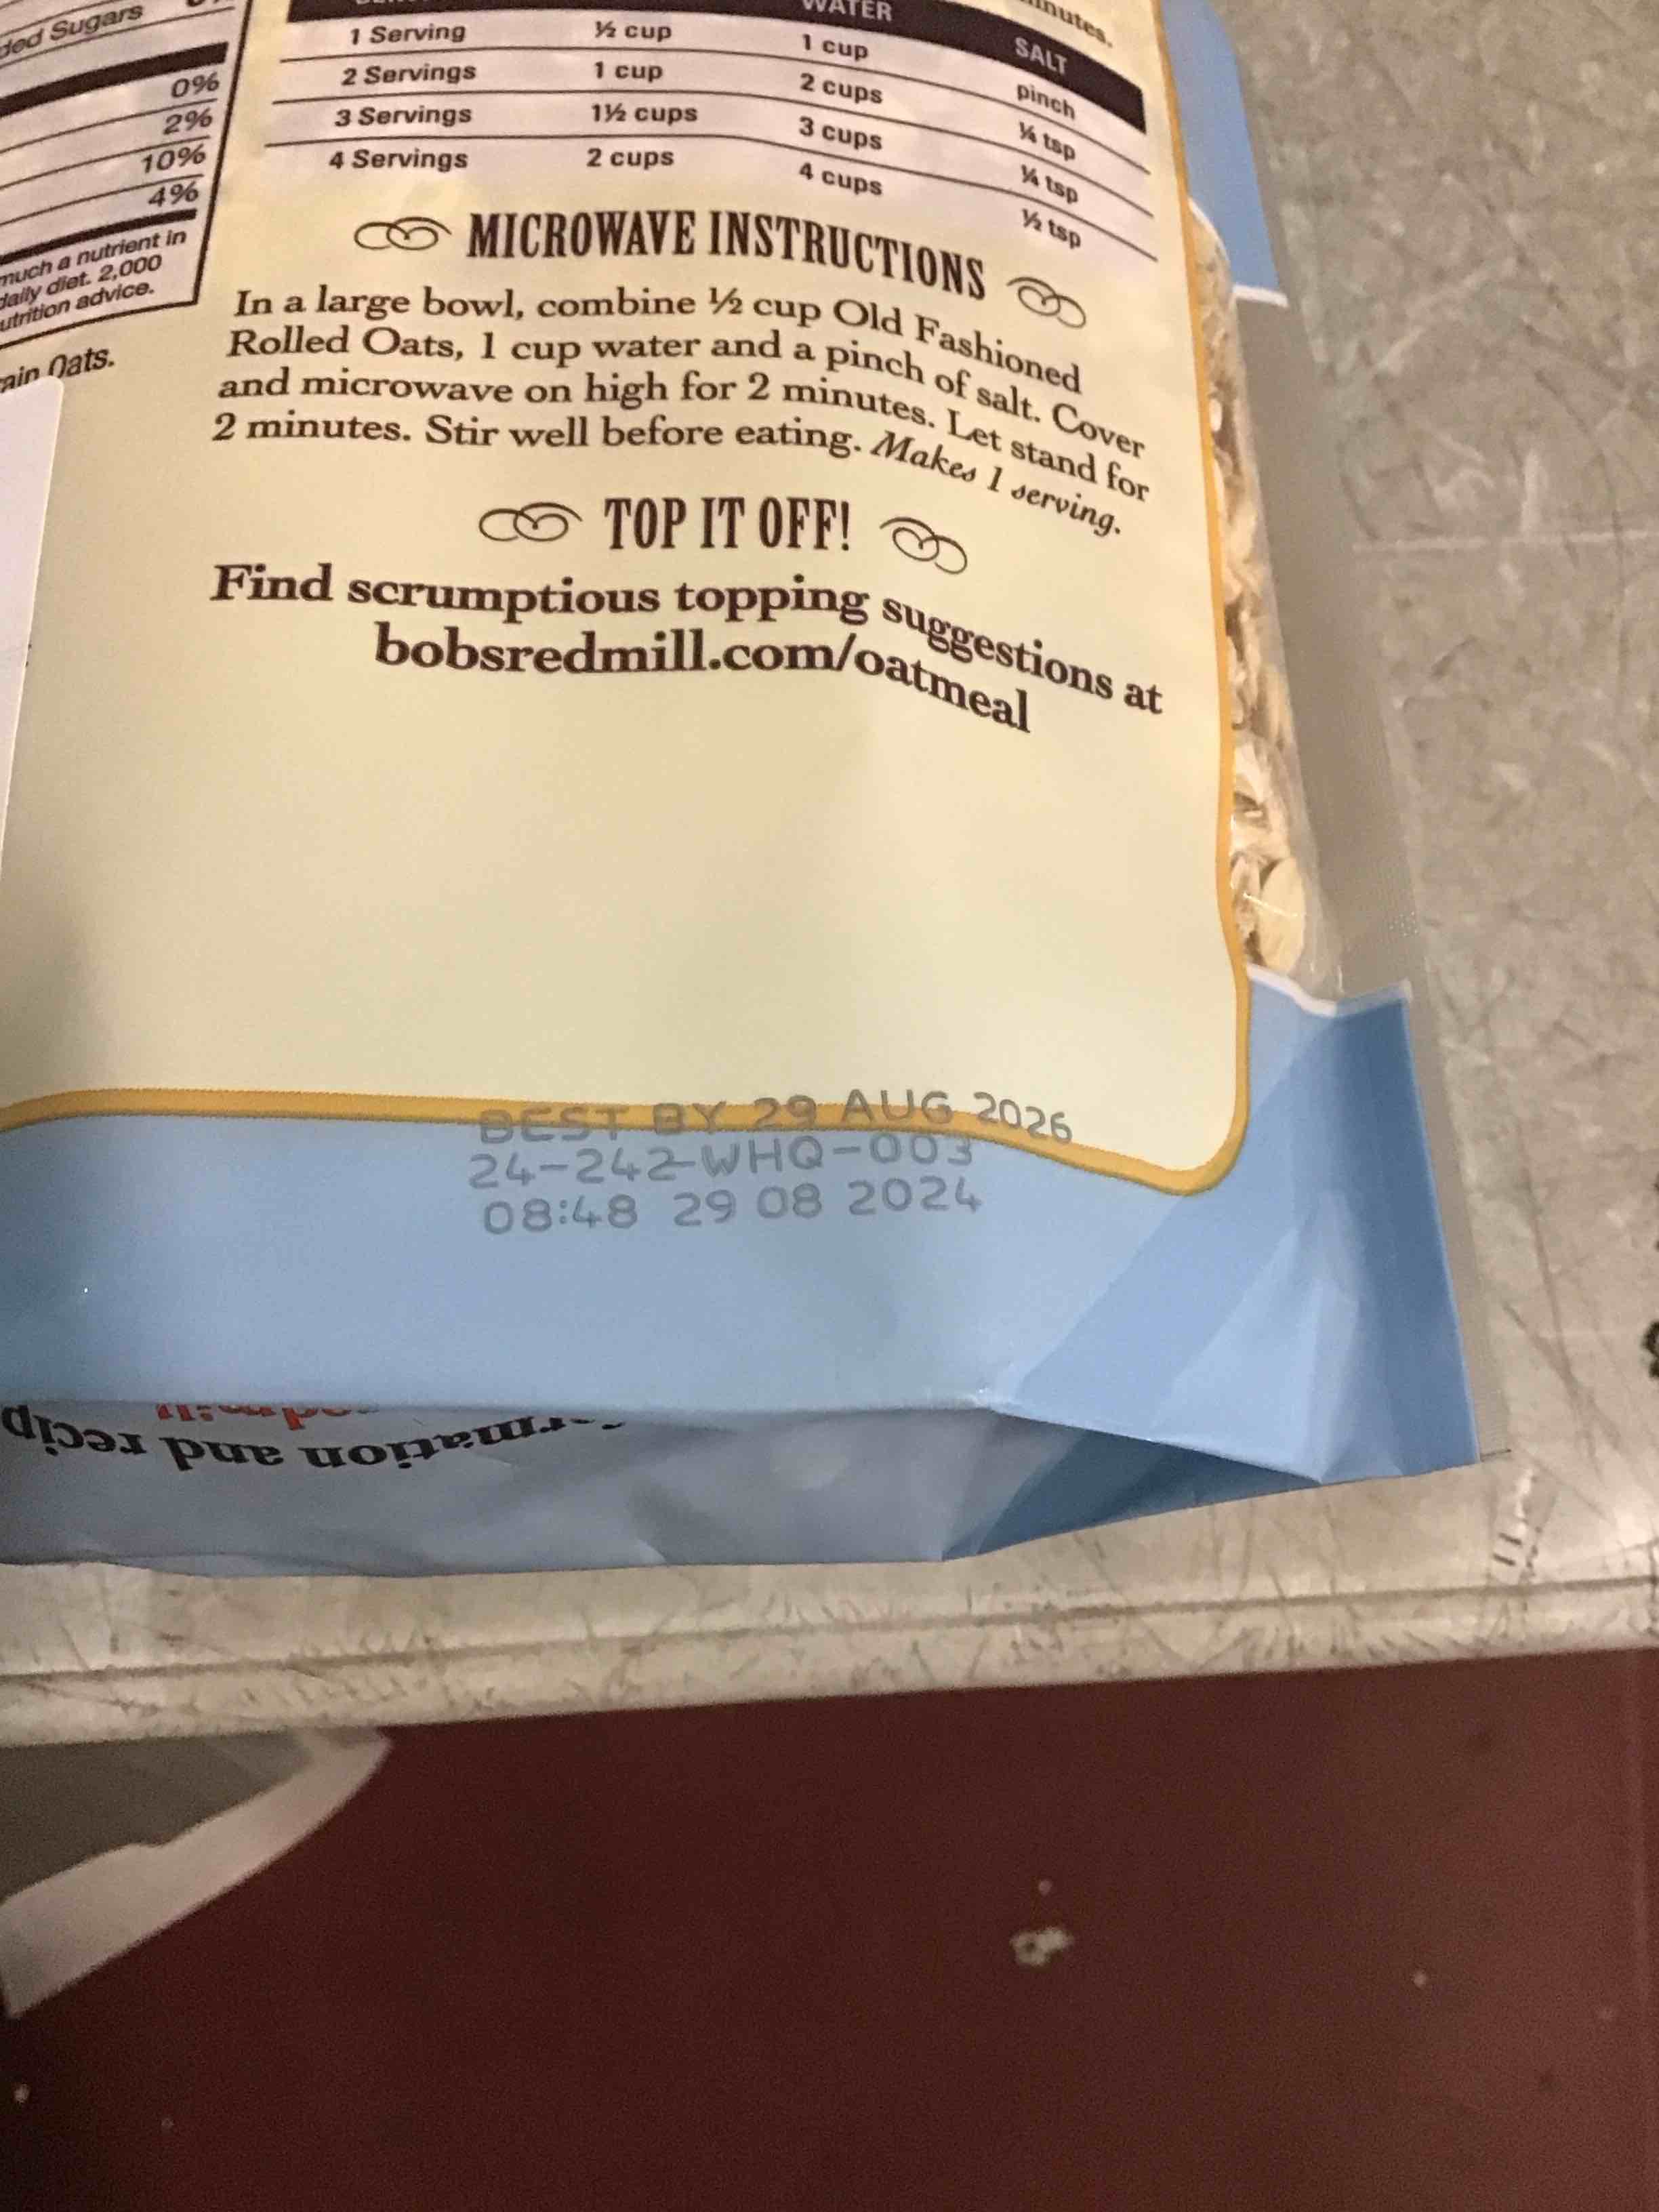 ded Sugars
0%
2%
10%
4%
much a nutrient in
daily diet. 2,000
utrition advice.
ain Oats.
minutes.
WATER SALT
1 Serving ½ cup 1 cup pinch
2 Servings 1 cup 2 cups ¼ tsp
3 Servings 1½ cups 3 cups ¼ tsp
4 Servings 2 cups 4 cups ½ tsp
MICROWAVE INSTRUCTIONS
In a large bowl, combine ½ cup Old Fashioned
Rolled Oats, 1 cup water and a pinch of salt. Cover
and microwave on high for 2 minutes. Let stand for
2 minutes. Stir well before eating. Makes 1 serving.
TOP IT OFF!
Find scrumptious topping suggestions at
bobsredmill.com/oatmeal
BEST BY 29 AUG 2026
24-242-WHQ-003
08:48 29 08 2024
rmation and recip